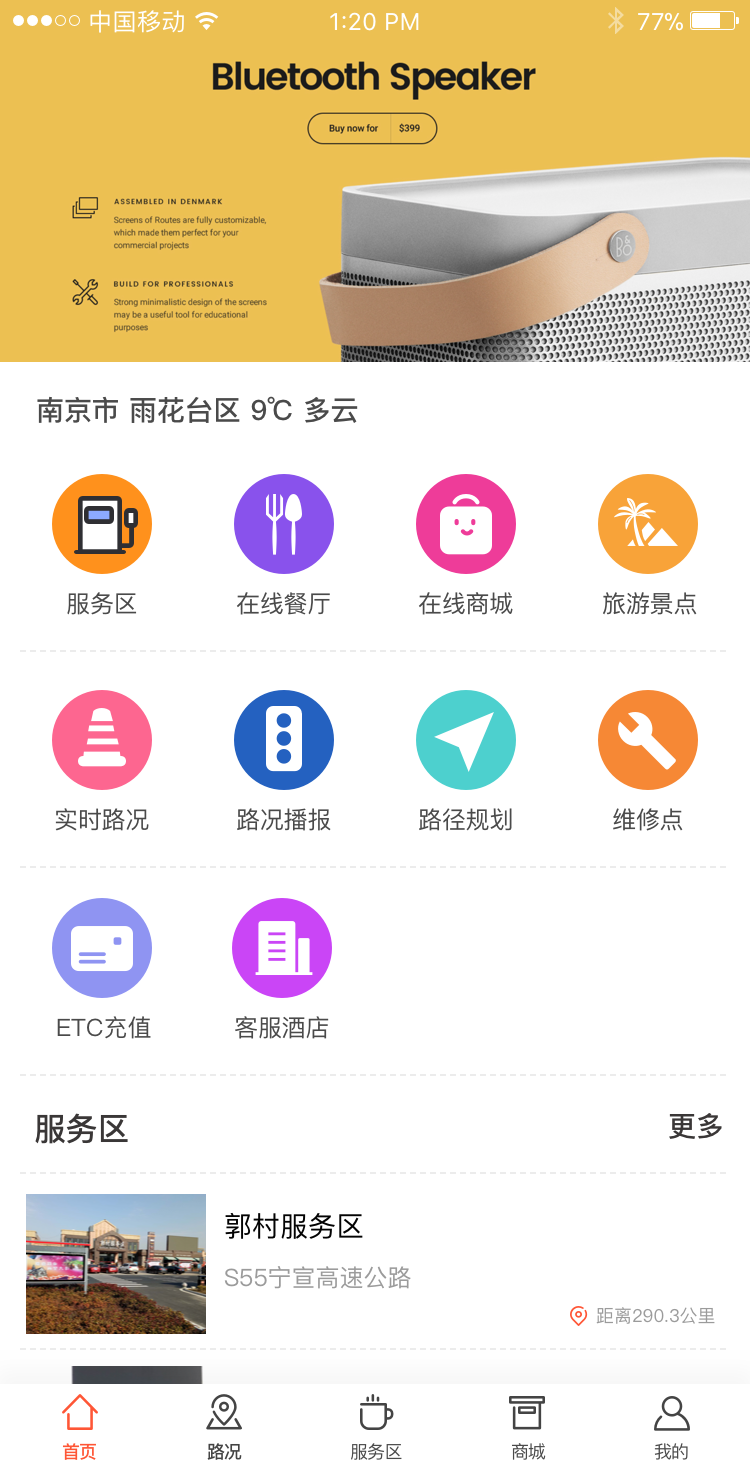 中国移动 1:20 PM 77%
Bluetooth Speaker
Buy now for $399
ASSEMBLED IN DENMARK
Screens of Routes are fully customizable,
which made them perfect for your
commercial projects
BUILD FOR PROFESSIONALS
Strong minimalistic design of the screens
may be a useful tool for educational
purposes
B&O
南京市 雨花台区 9℃ 多云
服务区 在线餐厅 在线商城 旅游景点
实时路况 路况播报 路径规划 维修点
ETC充值 客服酒店
服务区 更多
郭村服务区
S55宁宣高速公路
距离290.3公里
首页 路况 服务区 商城 我的